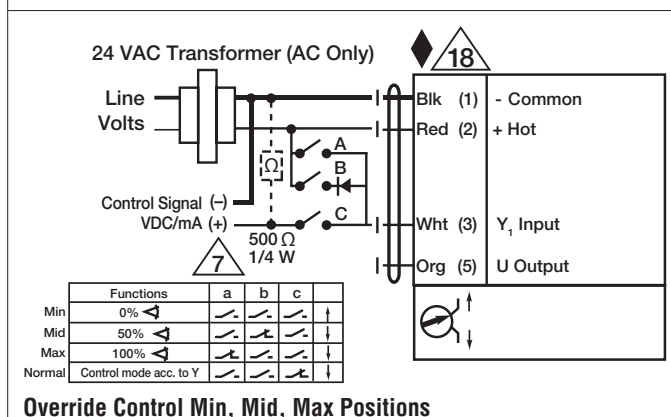 24 VAC Transformer (AC Only)
18
Line
Volts
Blk (1) - Common
Red (2) + Hot
A
B
C
Ω
Control Signal (–)
VDC/mA (+)
Wht (3) Y1 Input
500 Ω
1/4 W
7
Org (5) U Output
Functions a b c
Min 0%
Mid 50%
Max 100%
Normal Control mode acc. to Y
Override Control Min, Mid, Max Positions